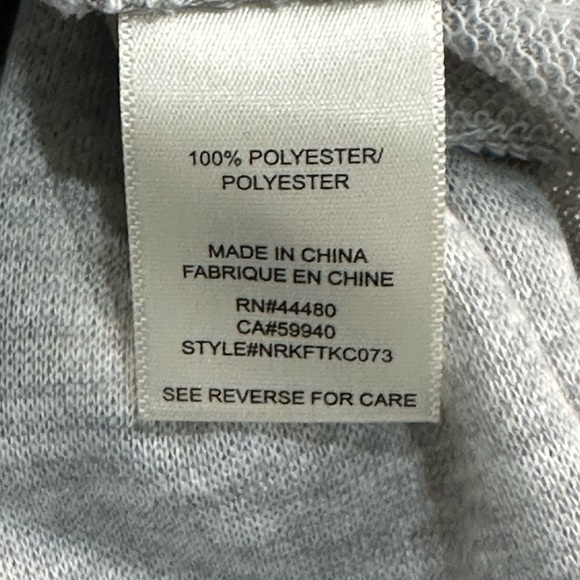 100% POLYESTER/
POLYESTER
MADE IN CHINA
FABRIQUE EN CHINE
RN#44480
CA#59940
STYLE#NRKFTKC073
SEE REVERSE FOR CARE